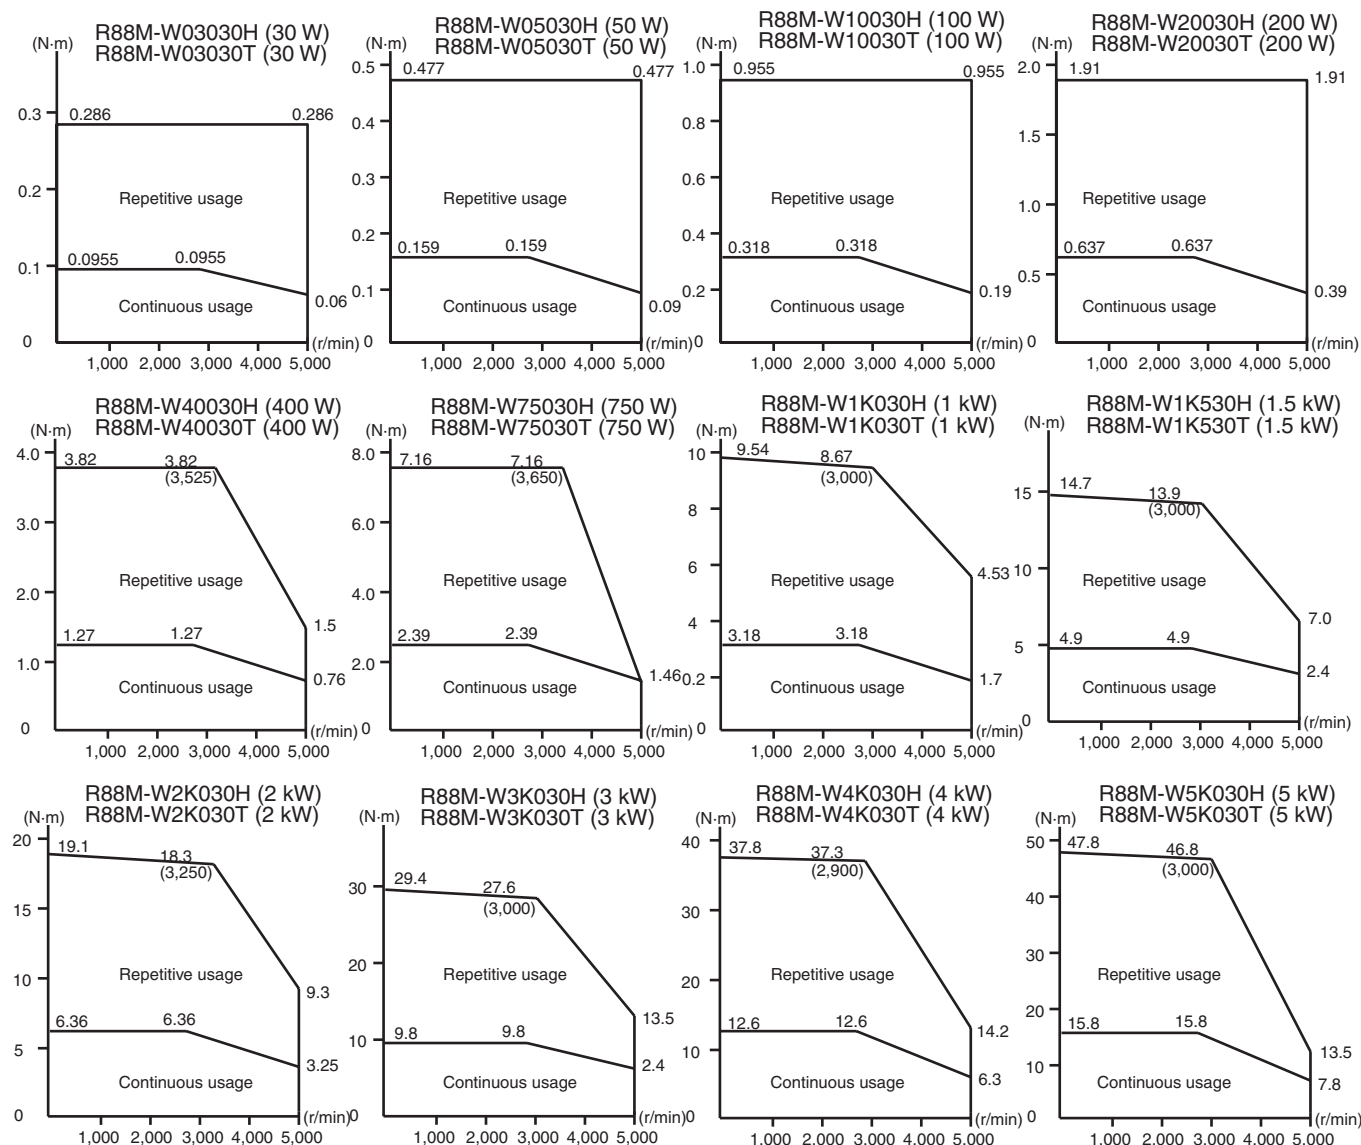 R88M-W03030H (30 W)
R88M-W03030T (30 W)
(N·m)
0.3
0.2
0.1
0
0.286
0.286
Repetitive usage
0.0955
0.0955
0.06
Continuous usage
(r/min)
1,000 2,000 3,000 4,000 5,000
R88M-W05030H (50 W)
R88M-W05030T (50 W)
(N·m)
0.5
0.4
0.3
0.2
0.1
0
0.477
0.477
Repetitive usage
0.159
0.159
0.09
Continuous usage
(r/min)
1,000 2,000 3,000 4,000 5,000
R88M-W10030H (100 W)
R88M-W10030T (100 W)
(N·m)
1.0
0.8
0.6
0.4
0.2
0
0.955
0.955
Repetitive usage
0.318
0.318
0.19
Continuous usage
(r/min)
1,000 2,000 3,000 4,000 5,000
R88M-W20030H (200 W)
R88M-W20030T (200 W)
(N·m)
2.0
1.5
1.0
0.5
0
1.91
1.91
Repetitive usage
0.637
0.637
0.39
Continuous usage
(r/min)
1,000 2,000 3,000 4,000 5,000
R88M-W40030H (400 W)
R88M-W40030T (400 W)
(N·m)
4.0
3.0
2.0
1.0
0
3.82
3.82
(3,525)
Repetitive usage
1.5
1.27
1.27
0.76
Continuous usage
(r/min)
1,000 2,000 3,000 4,000 5,000
R88M-W75030H (750 W)
R88M-W75030T (750 W)
(N·m)
8.0
6.0
4.0
2.0
0
7.16
7.16
(3,650)
Repetitive usage
2.39
2.39
1.46
Continuous usage
(r/min)
1,000 2,000 3,000 4,000 5,000
R88M-W1K030H (1 kW)
R88M-W1K030T (1 kW)
(N·m)
10
8
6
4
0.2
0
9.54
8.67
(3,000)
Repetitive usage
4.53
3.18
3.18
1.7
Continuous usage
(r/min)
1,000 2,000 3,000 4,000 5,000
R88M-W1K530H (1.5 kW)
R88M-W1K530T (1.5 kW)
(N·m)
15
10
5
0
14.7
13.9
(3,000)
Repetitive usage
7.0
4.9
4.9
2.4
Continuous usage
(r/min)
1,000 2,000 3,000 4,000 5,000
R88M-W2K030H (2 kW)
R88M-W2K030T (2 kW)
(N·m)
20
15
10
5
0
19.1
18.3
(3,250)
Repetitive usage
9.3
6.36
6.36
3.25
Continuous usage
(r/min)
1,000 2,000 3,000 4,000 5,000
R88M-W3K030H (3 kW)
R88M-W3K030T (3 kW)
(N·m)
30
20
10
0
29.4
27.6
(3,000)
Repetitive usage
13.5
9.8
9.8
2.4
Continuous usage
(r/min)
1,000 2,000 3,000 4,000 5,000
R88M-W4K030H (4 kW)
R88M-W4K030T (4 kW)
(N·m)
40
30
20
10
0
37.8
37.3
(2,900)
Repetitive usage
14.2
12.6
12.6
6.3
Continuous usage
(r/min)
1,000 2,000 3,000 4,000 5,000
R88M-W5K030H (5 kW)
R88M-W5K030T (5 kW)
(N·m)
50
40
30
20
10
0
47.8
46.8
(3,000)
Repetitive usage
13.5
15.8
15.8
7.8
Continuous usage
(r/min)
1,000 2,000 3,000 4,000 5,000